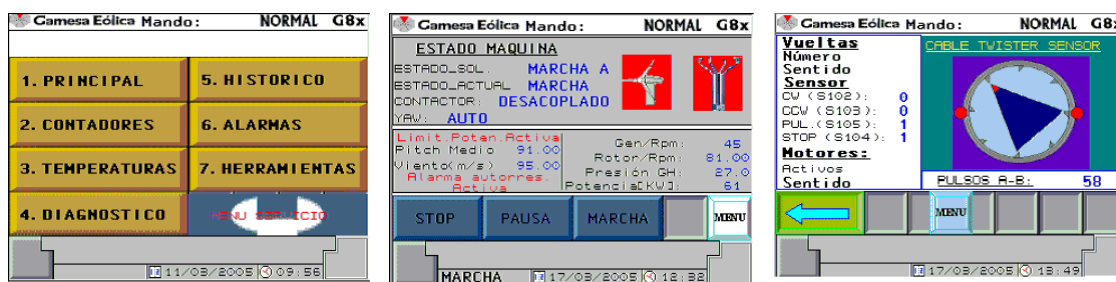 Gamesa Eólica Mando: NORMAL G8x
1. PRINCIPAL
5. HISTORICO
2. CONTADORES
6. ALARMAS
3. TEMPERATURAS
7. HERRAMIENTAS
4. DIAGNOSTICO
MENU SERVICIO
11/03/2005 09:56
Gamesa Eólica Mando: NORMAL G8x
ESTADO MAQUINA
ESTADO_SOL. MARCHA A
ESTADO_ACTUAL MARCHA
CONTACTOR: DESACOPLADO
YAW: AUTO
Limit.Poten.Activa
Pitch Medio 91.00
Viento(m/s) 95.00
Alarma autorres.
Activa
Gen/Rpm: 45
Rotor/Rpm: 81.00
Presión GH: 27.0
Potencia[KW]: 61
STOP
PAUSA
MARCHA
MENU
MARCHA 17/03/2005 12:32
Gamesa Eólica Mando: NORMAL G8x
Vueltas
Número
Sentido
Sensor
CW (S102): 0
CCW (S103): 0
PUL.(S105): 1
STOP (S104): 1
Motores:
Activos
Sentido
CABLE TWISTER SENSOR
PULSOS A-B: 58
MENU
17/03/2005 13:49